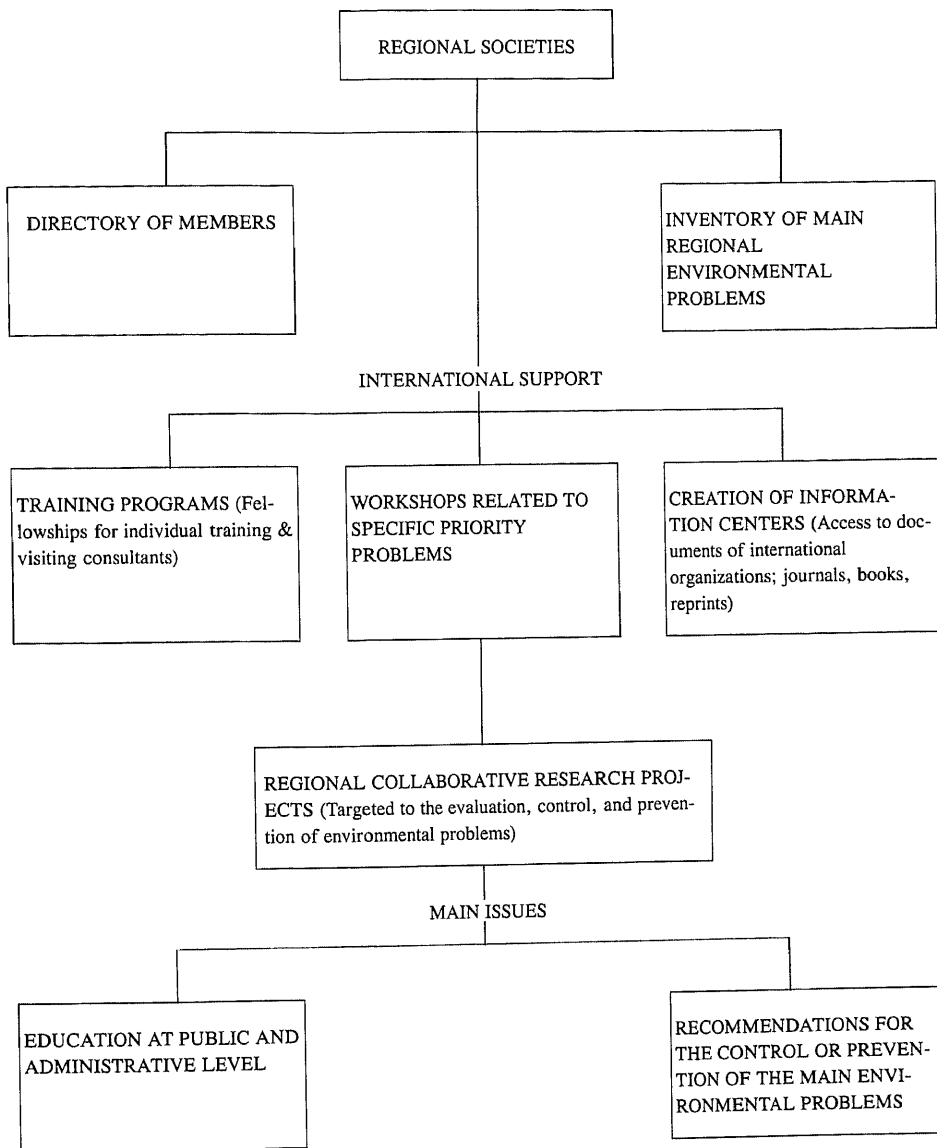 REGIONAL SOCIETIES
DIRECTORY OF MEMBERS
INVENTORY OF MAIN
REGIONAL
ENVIRONMENTAL
PROBLEMS
INTERNATIONAL SUPPORT
TRAINING PROGRAMS (Fel-
lowships for individual training &
visiting consultants)
WORKSHOPS RELATED TO
SPECIFIC PRIORITY
PROBLEMS
CREATION OF INFORMA-
TION CENTERS (Access to doc-
uments of international
organizations; journals, books,
reprints)
REGIONAL COLLABORATIVE RESEARCH PROJ-
ECTS (Targeted to the evaluation, control, and preven-
tion of environmental problems)
MAIN ISSUES
EDUCATION AT PUBLIC AND
ADMINISTRATIVE LEVEL
RECOMMENDATIONS FOR
THE CONTROL OR PREVEN-
TION OF THE MAIN ENVI-
RONMENTAL PROBLEMS